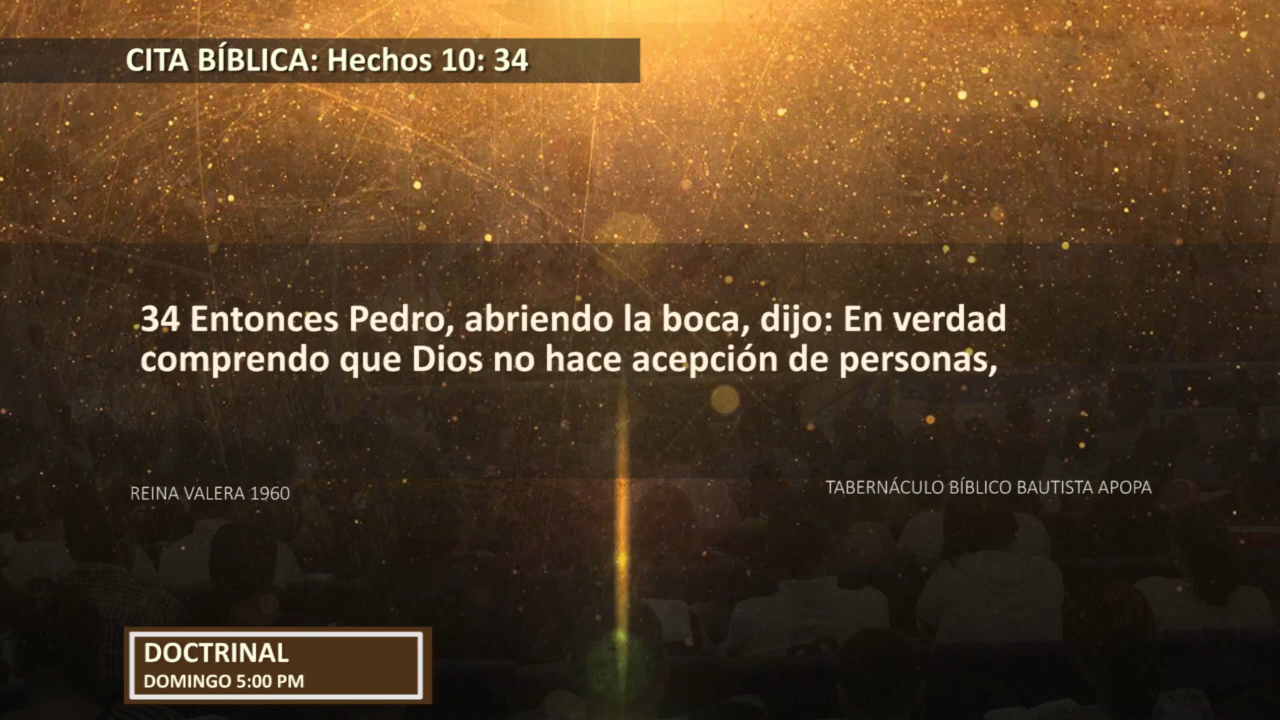 CITA BÍBLICA: Hechos 10: 34
34 Entonces Pedro, abriendo la boca, dijo: En verdad
comprendo que Dios no hace acepción de personas,
REINA VALERA 1960
TABERNÁCULO BÍBLICO BAUTISTA APOPA
DOCTRINAL
DOMINGO 5:00 PM